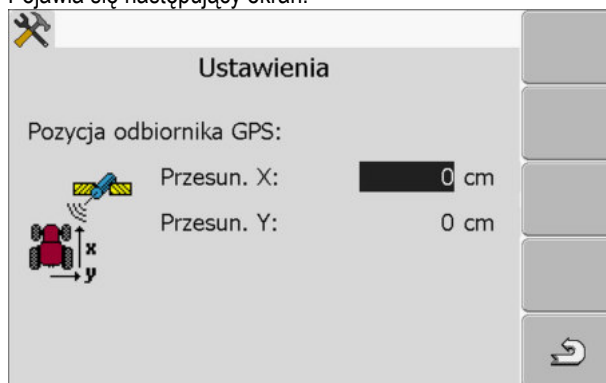 Pojawia się następujący ekran:
Ustawienia
Pozycja odbiornika GPS:
Przesun. X: 0 cm
Przesun. Y: 0 cm
x
y